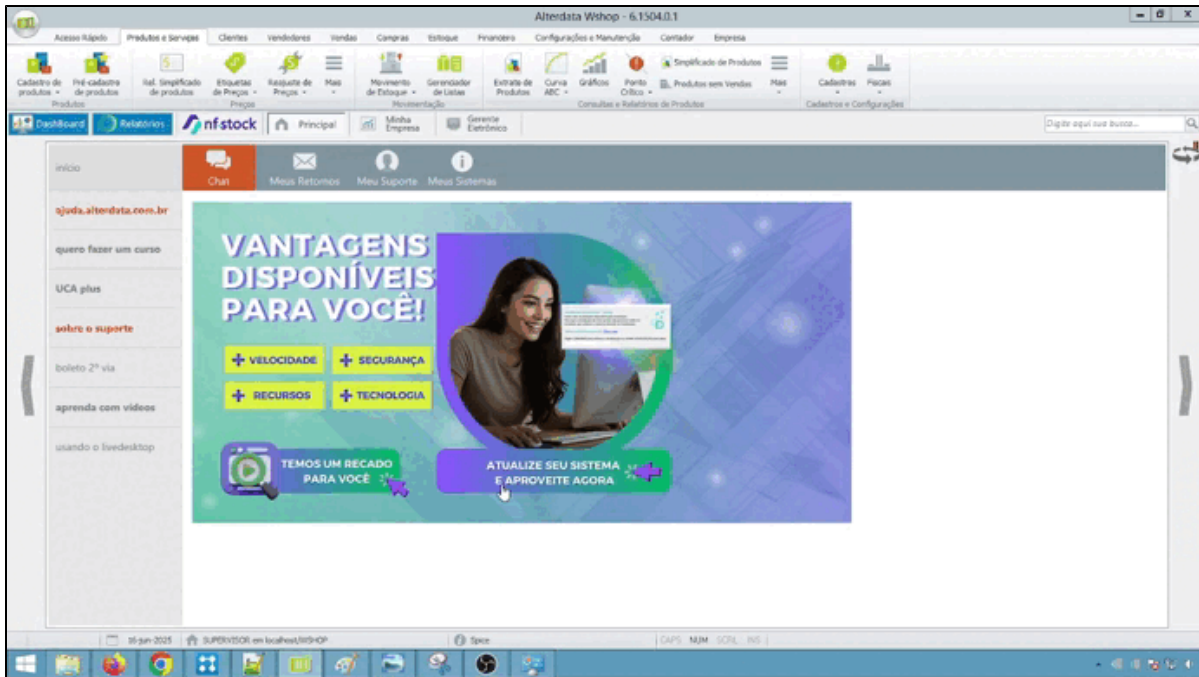 Alterdata Wshop - 6.1504.0.1
Acesso Rápido Produtos e Serviços Clientes Vendedores Vendas Compras Estoque Financeiro Configurações e Manutenção Contador Empresa
Cadastro de produtos
Pré-cadastro de produtos
Rel. Simplificado de produtos
Etiquetas de Preços
Reajuste de Preços
Mais
Movimento de Estoque
Gerenciador de Listas
Extrato de Produtos
Curva ABC
Gráficos
Ponto Crítico
Simplificado de Produtos
Produtos sem Vendas
Mais
Cadastros
Fiscais
Produtos
Preços
Movimentação
Consultas e Relatórios de Produtos
Cadastros e Configurações
DashBoard
Relatórios
nfstock
Principal
Minha Empresa
Gerente Eletrônico
Digite aqui sua busca...
início
ajuda.alterdata.com.br
quero fazer um curso
UCA plus
sobre o suporte
boleto 2ª via
aprenda com vídeos
usando o livedesktop
Chat
Meus Retornos
Meu Suporte
Meus Sistemas
VANTAGENS
DISPONÍVEIS
PARA VOCÊ!
+ VELOCIDADE
+ SEGURANÇA
+ RECURSOS
+ TECNOLOGIA
TEMOS UM RECADO
PARA VOCÊ
ATUALIZE SEU SISTEMA
E APROVEITE AGORA
16-jun-2025
SUPERVISOR em localhost/WSHOP
Spice
CAPS NUM SCRL INS